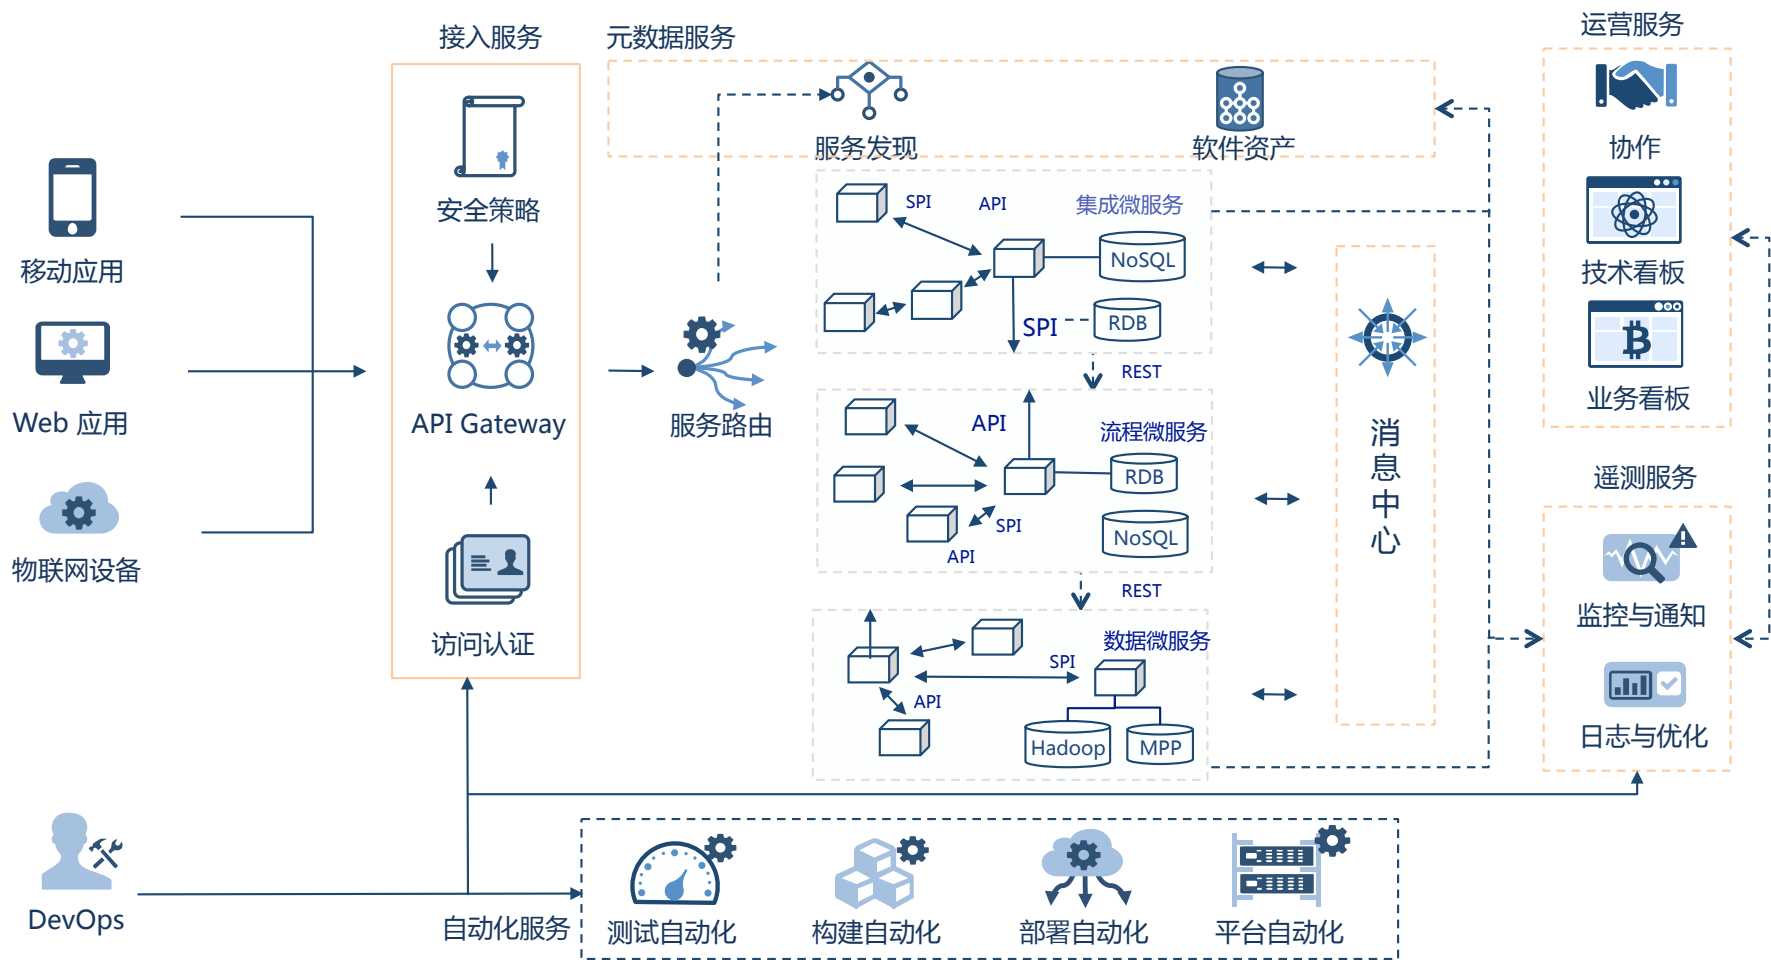 接入服务
元数据服务
运营服务
安全策略
服务发现
软件资产
协作
移动应用
SPI
API
集成微服务
NoSQL
SPI
RDB
技术看板
Web 应用
API Gateway
服务路由
REST
业务看板
API
流程微服务
RDB
SPI
NoSQL
API
消
息
中
心
遥测服务
物联网设备
REST
监控与通知
访问认证
数据微服务
SPI
API
Hadoop
MPP
日志与优化
DevOps
自动化服务
测试自动化
构建自动化
部署自动化
平台自动化